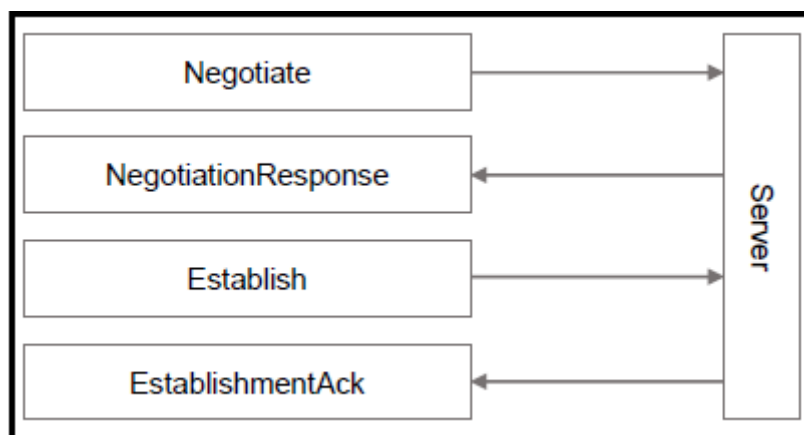 Negotiate
NegotiationResponse
Establish
EstablishmentAck
Server